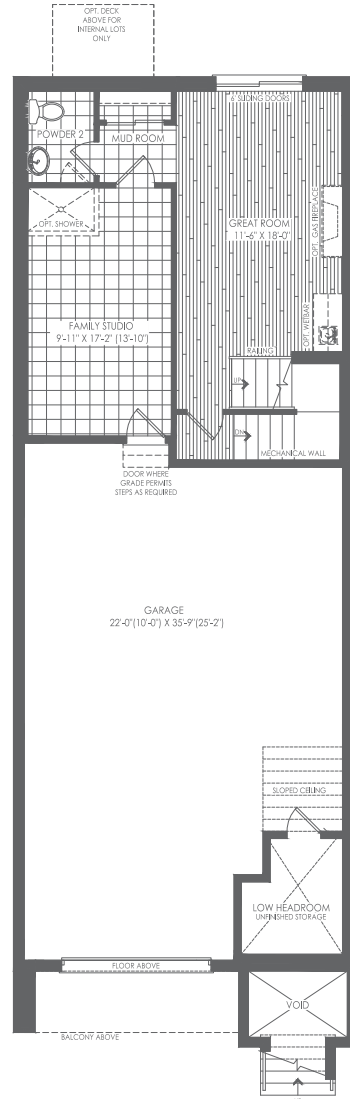 OPT. DECK
ABOVE FOR
INTERNAL LOTS
ONLY
6' SLIDING DOORS
POWDER 2
MUD ROOM
OPT. SHOWER
GREAT ROOM
11'-6" X 18'-0"
OPT. GAS FIREPLACE
OPT WETBAR
FAMILY STUDIO
9'-11" X 17'-2" (13'-10")
RAILING
UP
DN
MECHANICAL WALL
DOOR WHERE
GRADE PERMITS
STEPS AS REQUIRED
GARAGE
22'-0"(10'-0") X 35'-9"(25'-2")
SLOPED CEILING
LOW HEADROOM
UNFINISHED STORAGE
FLOOR ABOVE
VOID
BALCONY ABOVE